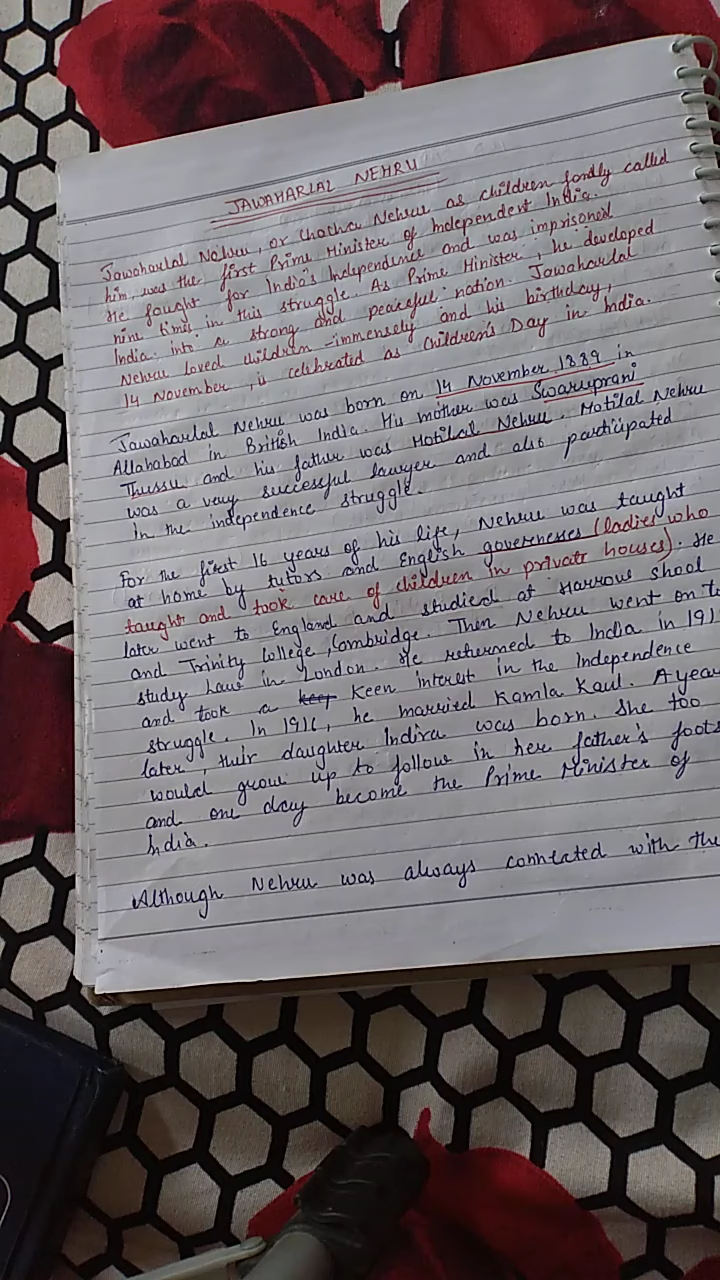 JAWAHARLAL NEHRU
Jawaharlal Nehru, or Chacha Nehru as children fondly called
him, was the first Prime Minister of Independent India.
He fought for India's Independence and was imprisoned
nine times in this struggle. As Prime Minister, he developed
India into a strong and peaceful nation. Jawaharlal
Nehru loved children immensely and his birthday,
14 November, is celebrated as Children's Day in India.
Jawaharlal Nehru was born on 14 November 1889 in
Allahabad in British India. His mother was Swaruprani
Thussu and his father was Motilal Nehru. Motilal Nehru
was a very successful lawyer and also participated
in the independence struggle.
For the first 16 years of his life, Nehru was taught
at home by tutors and English governesses (ladies who
taught and took care of children in private houses). He
later went to England and studied at Harrous shool
and Trinity College, Cambridge. Then Nehru went on to
study Law in London. He returned to India in 191
and took a keep keen interest in the Independence
struggle. In 1916, he married Kamla Kaul. A year
later, their daughter Indira was born. She too
would grow up to follow in her father's foots
and one day become the Prime Minister of
India.
Although Nehru was always conneated with the